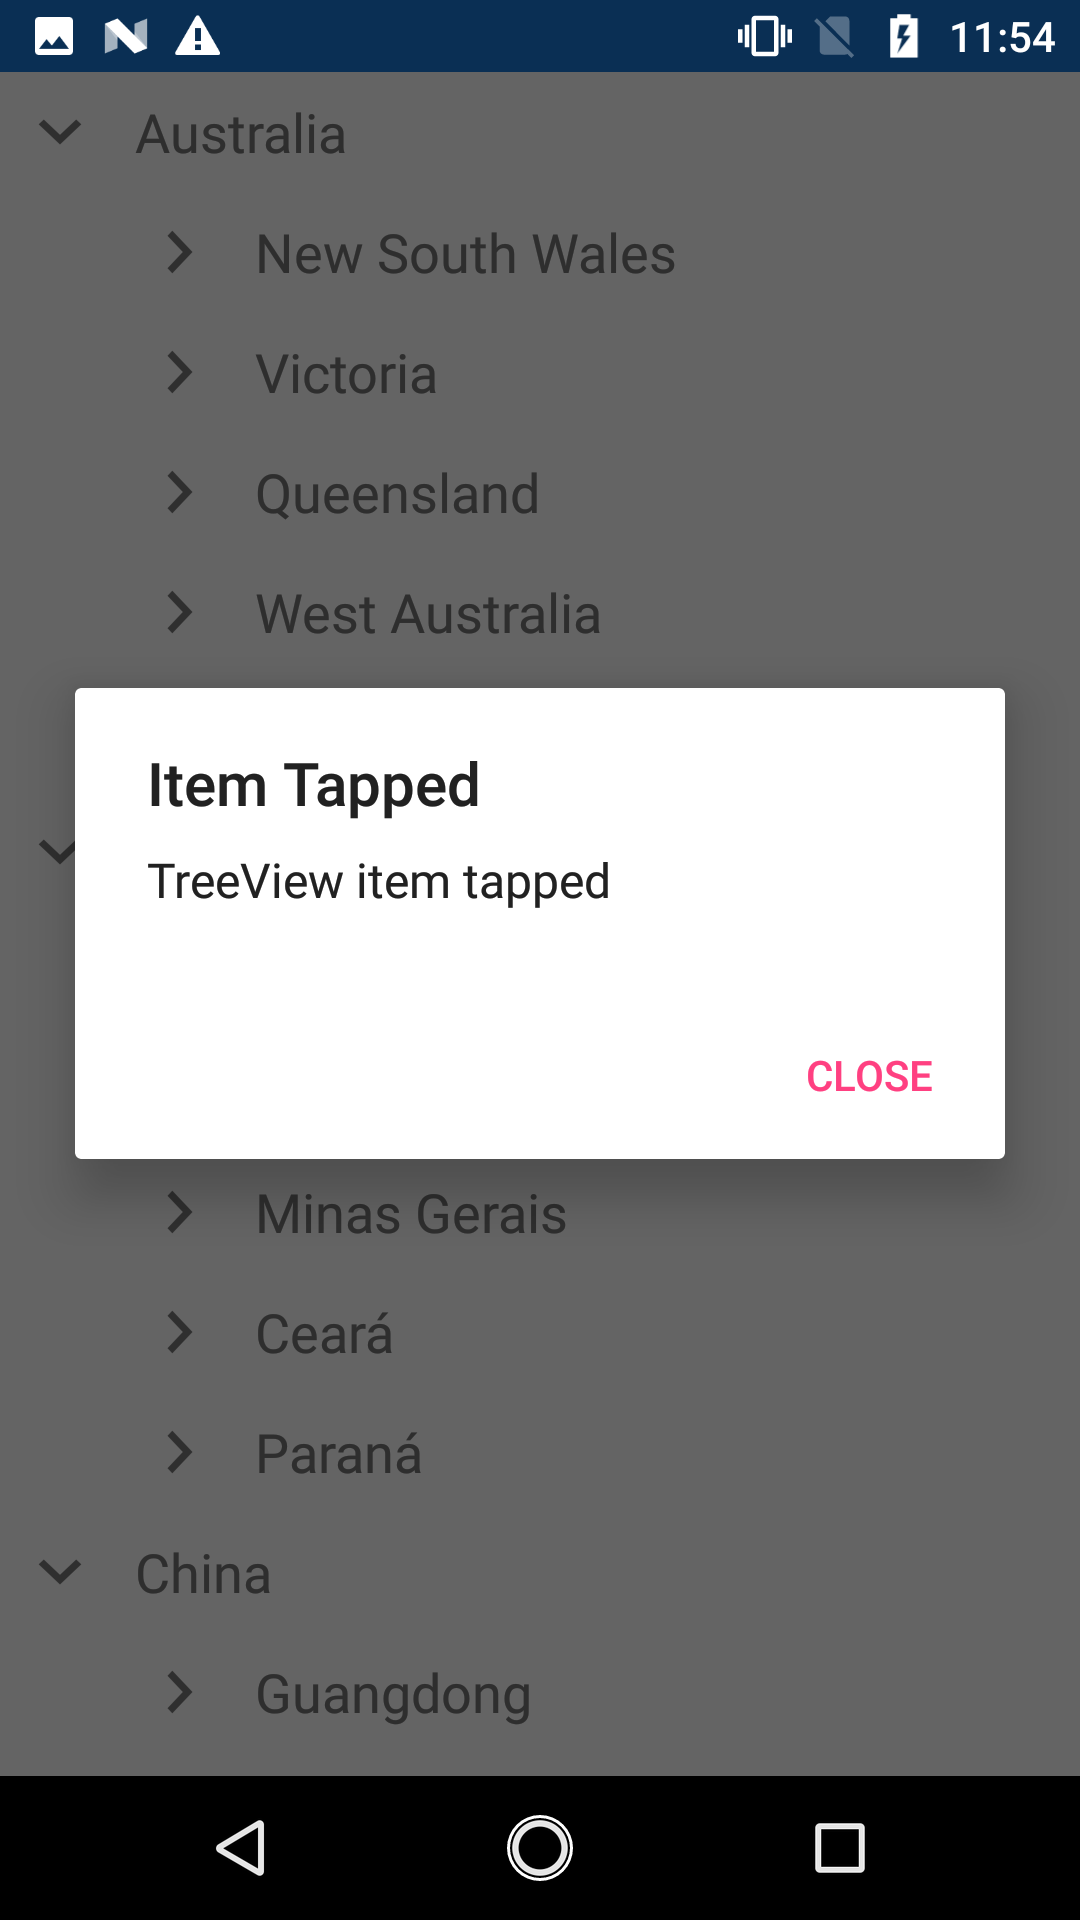 11:54
Australia
New South Wales
Victoria
Queensland
West Australia
Item Tapped
TreeView item tapped
CLOSE
Minas Gerais
Ceará
Paraná
China
Guangdong